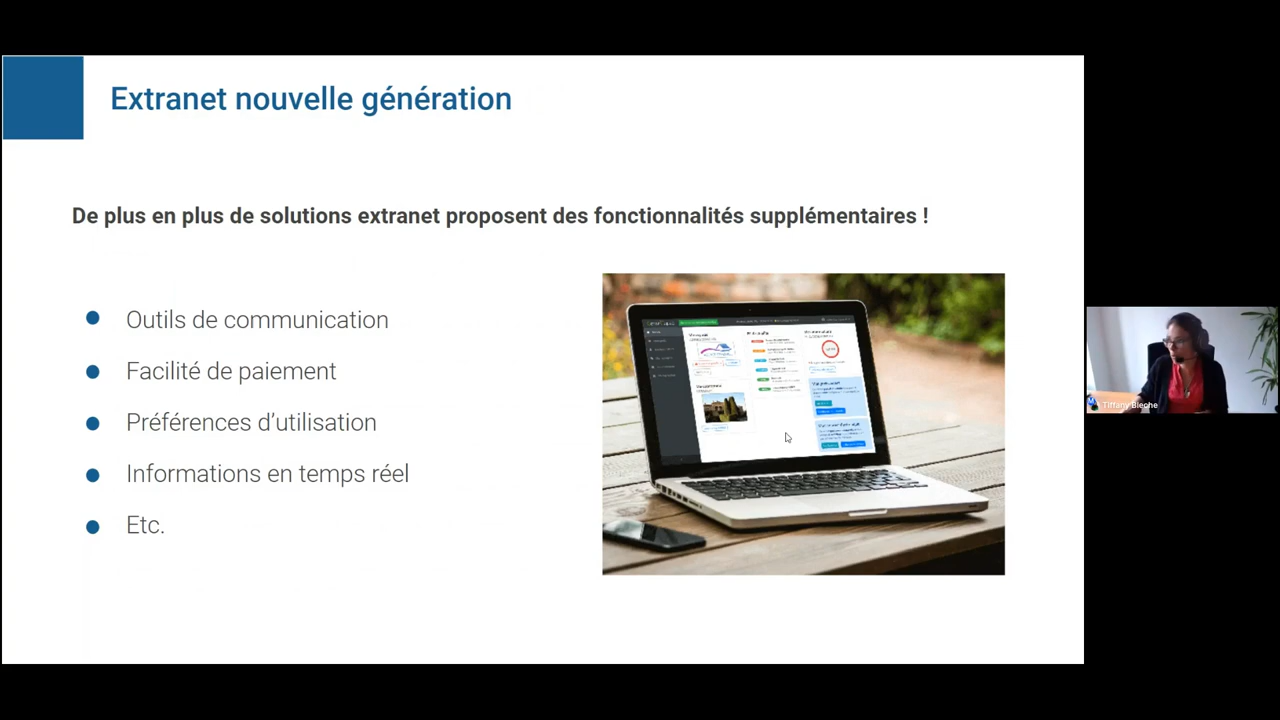 Extranet nouvelle génération
De plus en plus de solutions extranet proposent des fonctionnalités supplémentaires !
Outils de communication
Facilité de paiement
Préférences d’utilisation
Informations en temps réel
Etc.
Tiffany Bleche